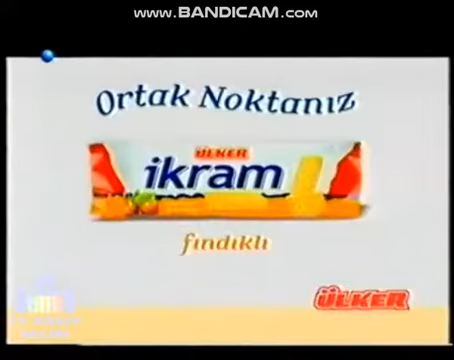 www.BANDICAM.com
Ortak Noktanız
ÜLKER
ikram
fındıklı
ÜLKER